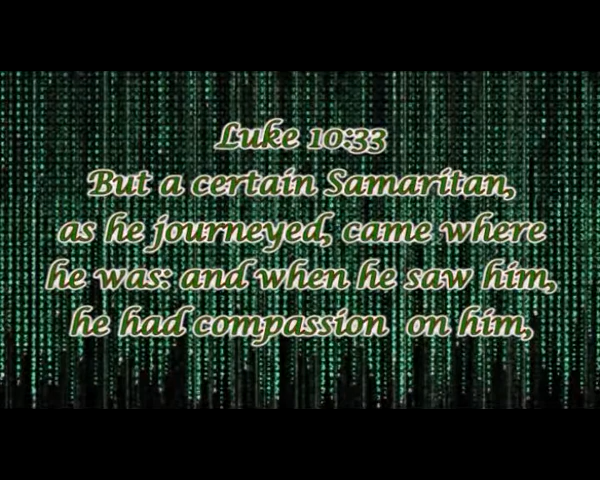 Luke 10:33
But a certain Samaritan,
as he journeyed, came where
he was: and when he saw him,
he had compassion on him,